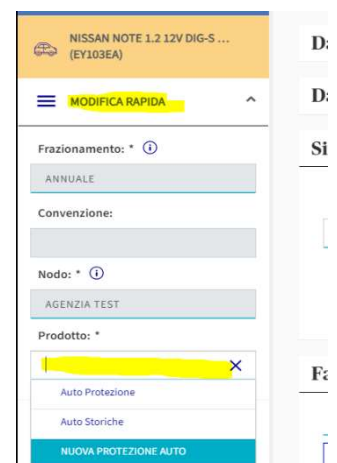 NISSAN NOTE 1.2 12V DIG-S ...
(EY103EA)
MODIFICA RAPIDA
Frazionamento: *
ANNUALE
Convenzione:
Nodo: *
AGENZIA TEST
Prodotto: *
Auto Protezione
Auto Storiche
NUOVA PROTEZIONE AUTO
Da
Da
Si
Fa